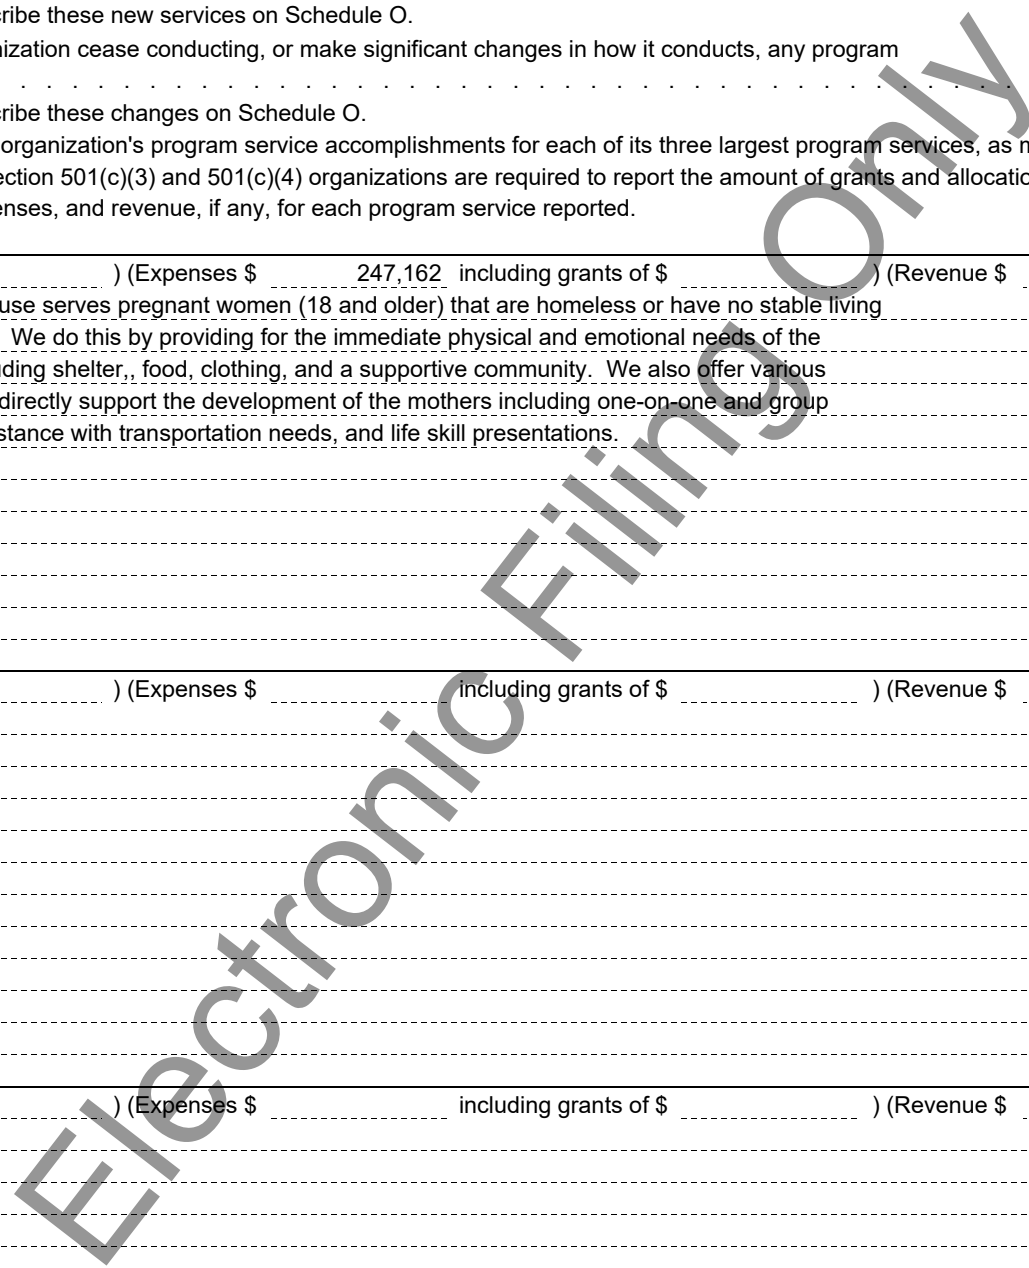 cribe these new services on Schedule O.
nization cease conducting, or make significant changes in how it conducts, any program
. . . . . . . . . . . . . . . . . . . . . . . . . . . . . . . . . . . . . . .
cribe these changes on Schedule O.
organization's program service accomplishments for each of its three largest program services, as m
ection 501(c)(3) and 501(c)(4) organizations are required to report the amount of grants and allocatio
enses, and revenue, if any, for each program service reported.
) (Expenses $ 247,162 including grants of $ ) (Revenue $
use serves pregnant women (18 and older) that are homeless or have no stable living
We do this by providing for the immediate physical and emotional needs of the
ding shelter,, food, clothing, and a supportive community. We also offer various
directly support the development of the mothers including one-on-one and group
stance with transportation needs, and life skill presentations.
) (Expenses $ including grants of $ ) (Revenue $
) (Expenses $ including grants of $ ) (Revenue $
Electronic Filing Only